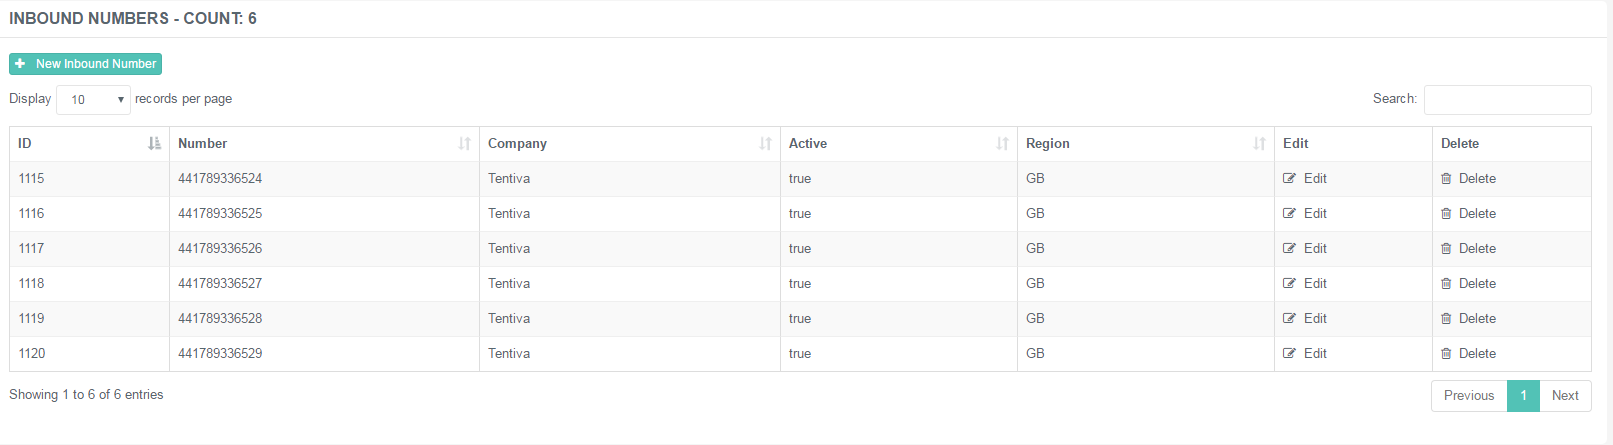 INBOUND NUMBERS - COUNT: 6
New Inbound Number
Display 10 records per page Search:
ID Number Company Active Region Edit Delete
1115 441789336524 Tentiva true GB Edit Delete
1116 441789336525 Tentiva true GB Edit Delete
1117 441789336526 Tentiva true GB Edit Delete
1118 441789336527 Tentiva true GB Edit Delete
1119 441789336528 Tentiva true GB Edit Delete
1120 441789336529 Tentiva true GB Edit Delete
Showing 1 to 6 of 6 entries Previous 1 Next